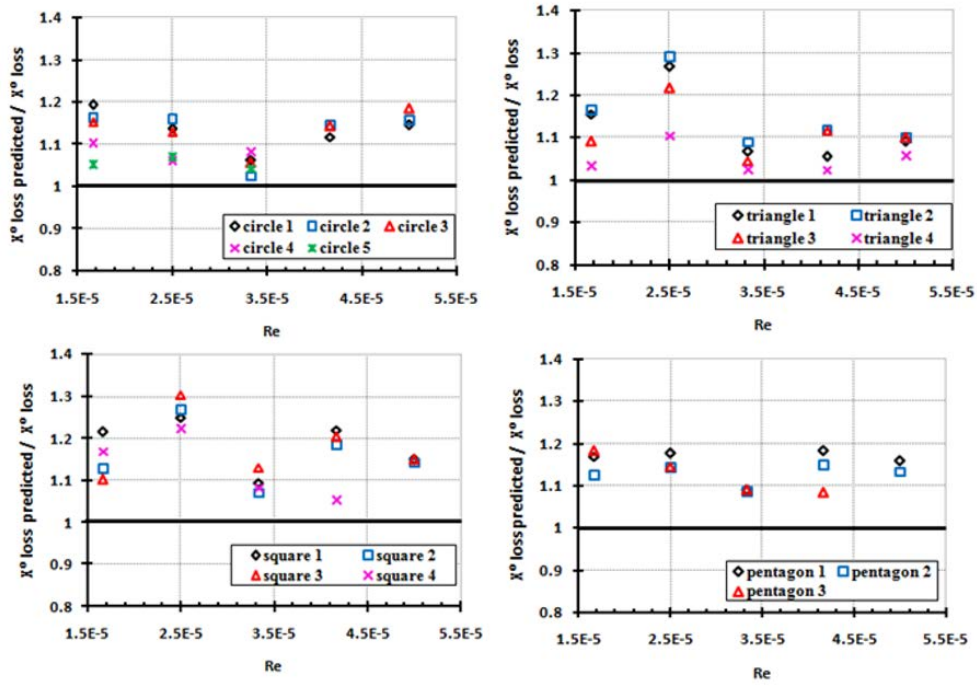 1.4
1.3
1.2
1.1
1
0.9
0.8
X° loss predicted / X° loss
circle 1 circle 2 circle 3
circle 4 circle 5
1.5E-5 2.5E-5 3.5E-5 4.5E-5 5.5E-5
Re
1.4
1.3
1.2
1.1
1
0.9
0.8
X° loss predicted / X° loss
triangle 1 triangle 2
triangle 3 triangle 4
1.5E-5 2.5E-5 3.5E-5 4.5E-5 5.5E-5
Re
1.4
1.3
1.2
1.1
1
0.9
0.8
X° loss predicted / X° loss
square 1 square 2
square 3 square 4
1.5E-5 2.5E-5 3.5E-5 4.5E-5 5.5E-5
Re
1.4
1.3
1.2
1.1
1
0.9
0.8
X° loss predicted / X° loss
pentagon 1 pentagon 2
pentagon 3
1.5E-5 2.5E-5 3.5E-5 4.5E-5 5.5E-5
Re